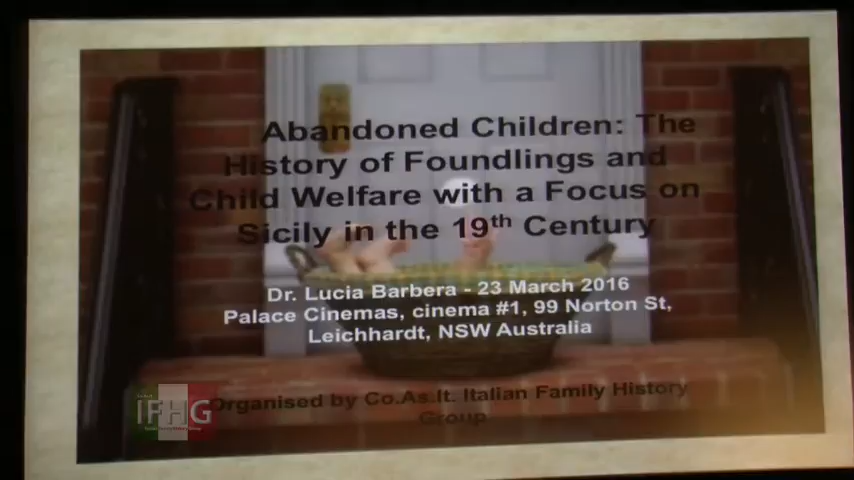 Abandoned Children: The
History of Foundlings and
Child Welfare with a Focus on
Sicily in the 19th Century
Dr. Lucia Barbera - 23 March 2016
Palace Cinemas, cinema #1, 99 Norton St,
Leichhardt, NSW Australia
Organised by Co.As.It. Italian Family History
Group
IFHG